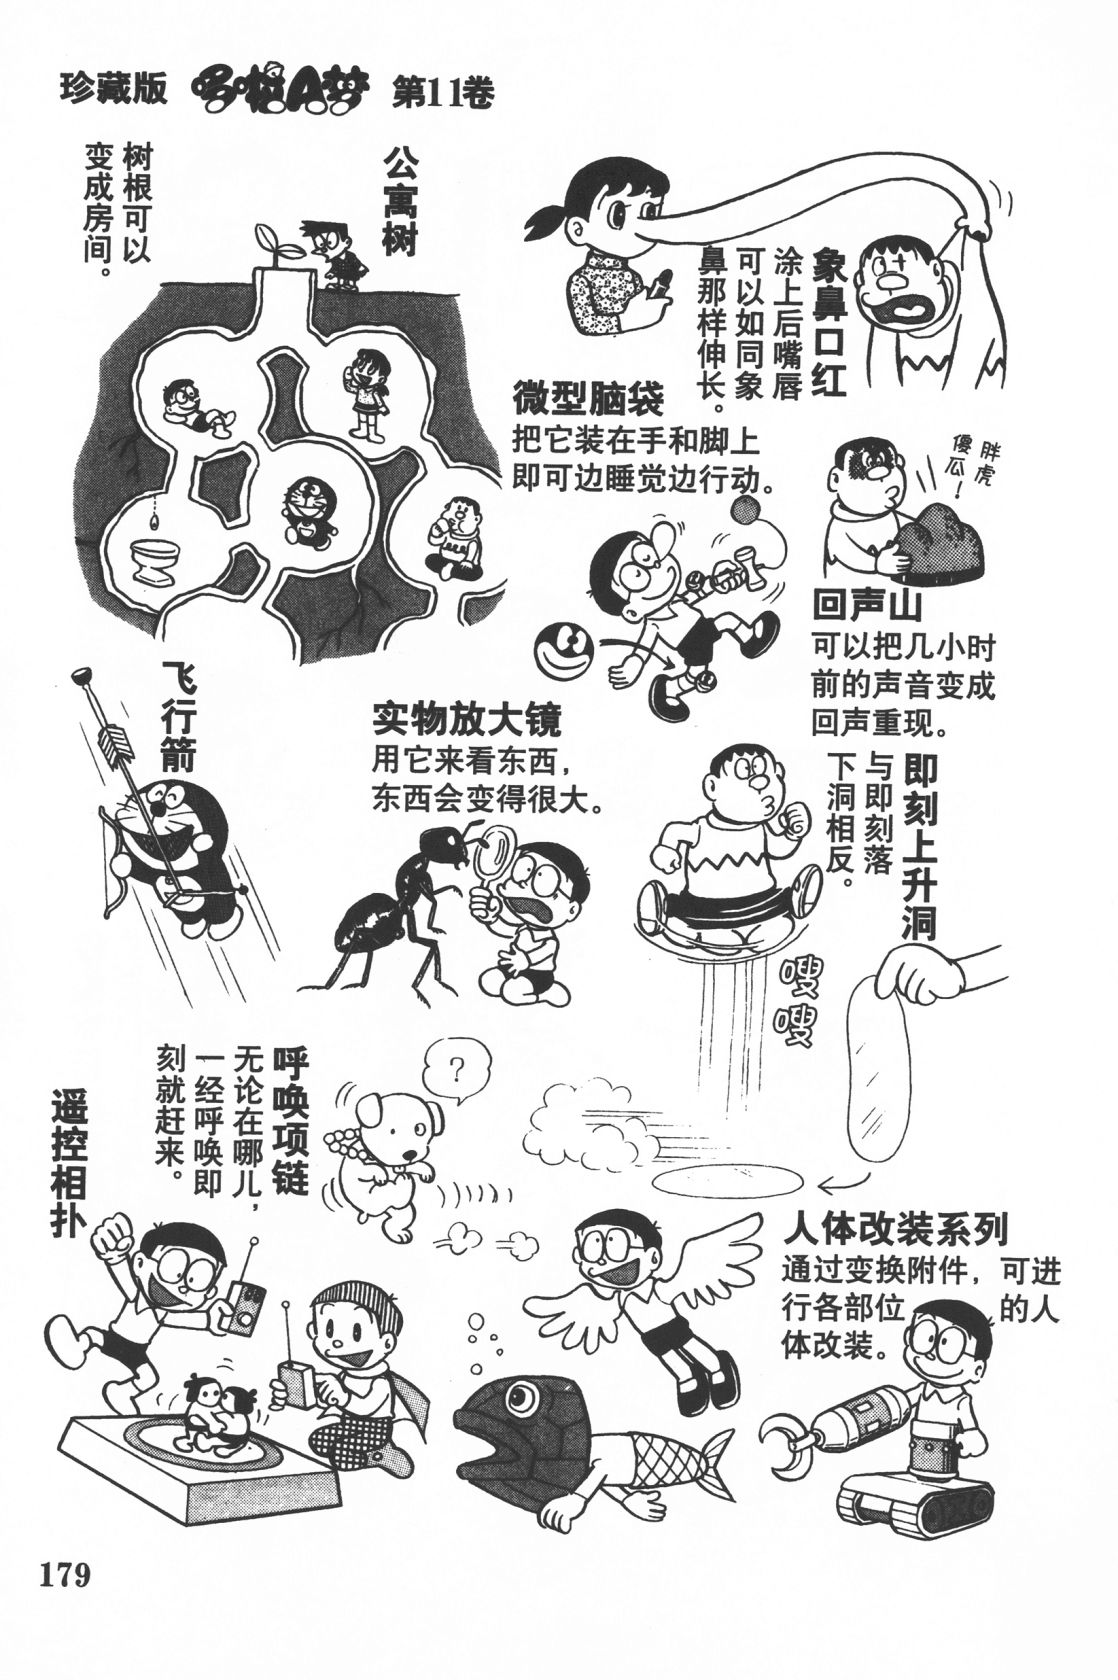 珍藏版 哆啦A梦 第11卷
公寓树
树根可以
变成房间。
象鼻口红
涂上后嘴唇
可以如同象
鼻那样伸长。
微型脑袋
把它装在手和脚上
即可边睡觉边行动。
胖虎
傻瓜！
回声山
可以把几小时
前的声音变成
回声重现。
飞行箭
实物放大镜
用它来看东西，
东西会变得很大。
即刻上升洞
与即刻落
下洞相反。
嗖
嗖
呼唤项链
无论在哪儿，
一经呼唤即
刻就赶来。
?
遥控相扑
人体改装系列
通过变换附件，可进
行各部位的人
体改装。
179